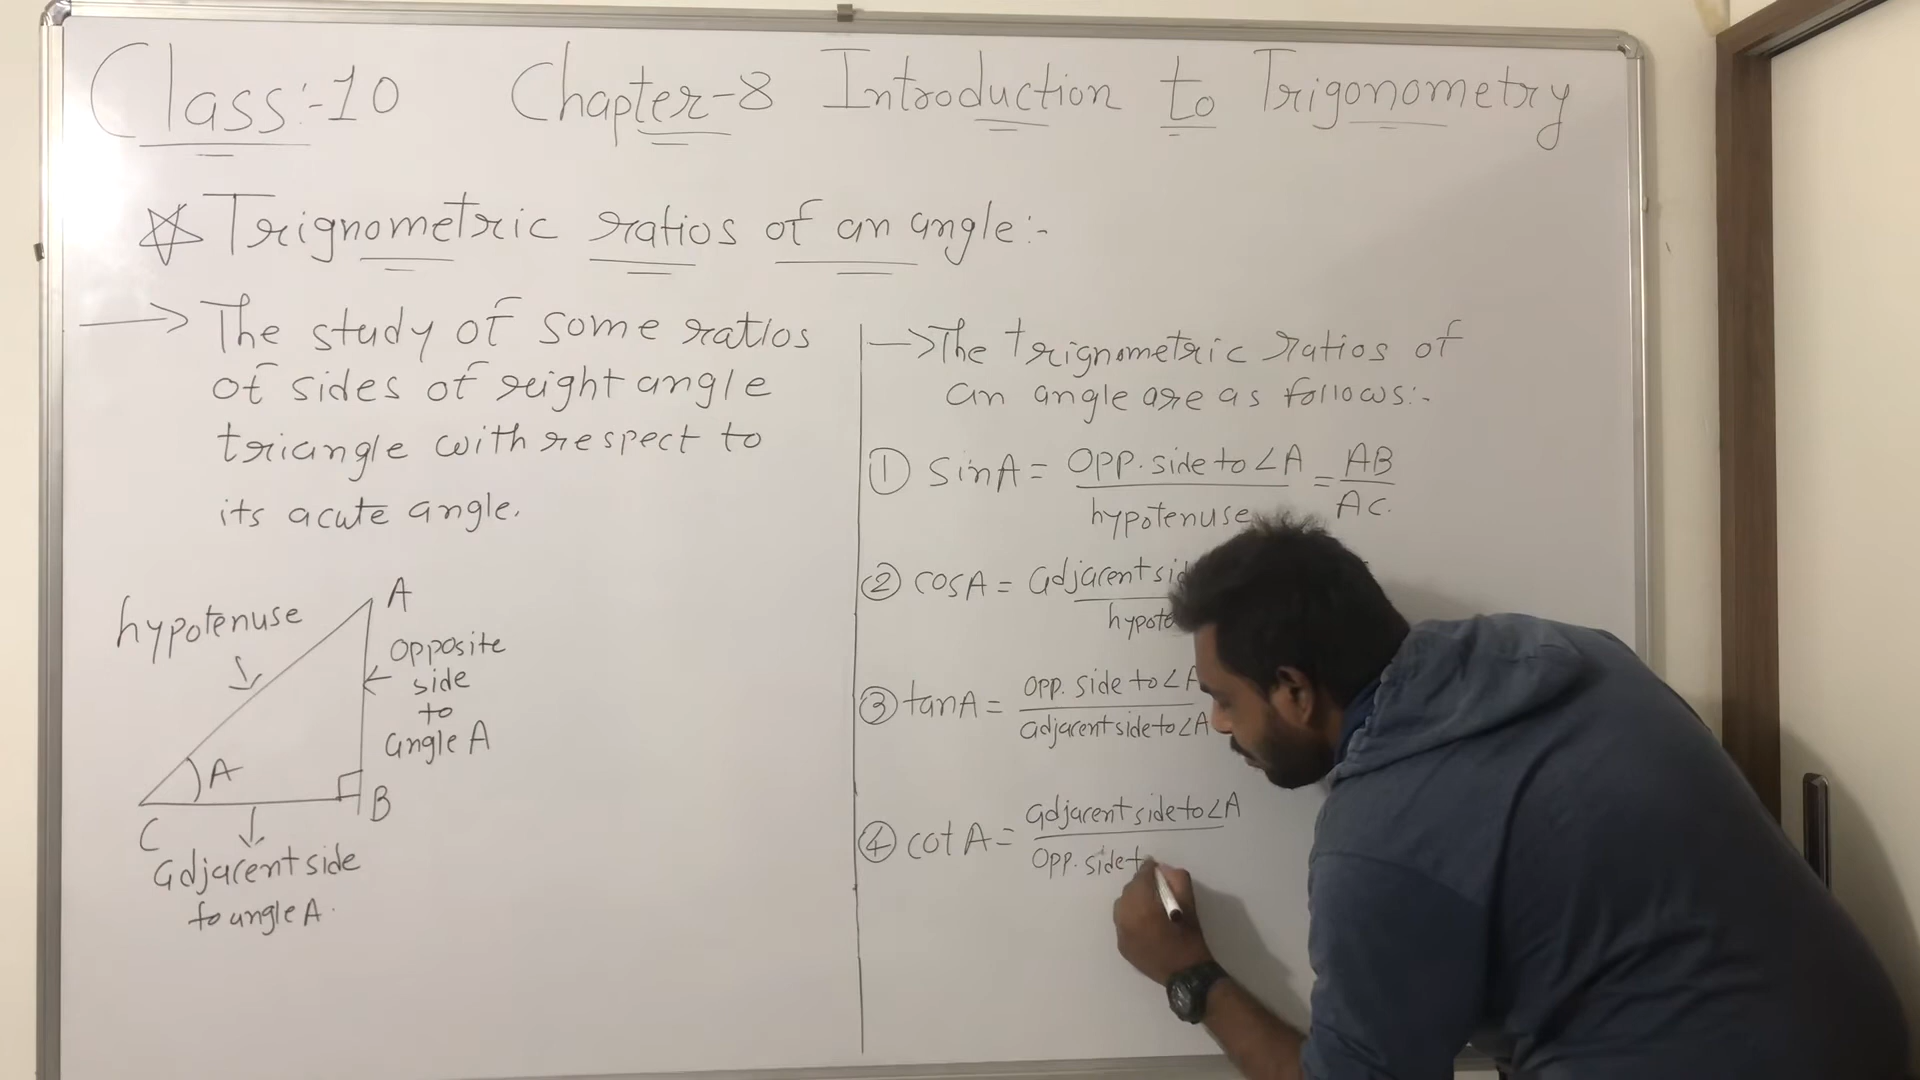 Class:-10 Chapter-8 Introduction to Trigonometry
Trignometric ratios of an angle:-
The study of some ratios
of sides of right angle
triangle with respect to
its acute angle.
hypotenuse
A
opposite
side
to
angle A
A
C
B
adjacent side
to angle A.
The trignometric ratios of
an angle are as follows:-
① sinA = opp. side to ∠A = AB
hypotenuse AC.
② cosA = adjacent
③ tanA = opp. side to ∠A
adjacent side to ∠A
④ cot A = adjacent side to ∠A
opp. side t